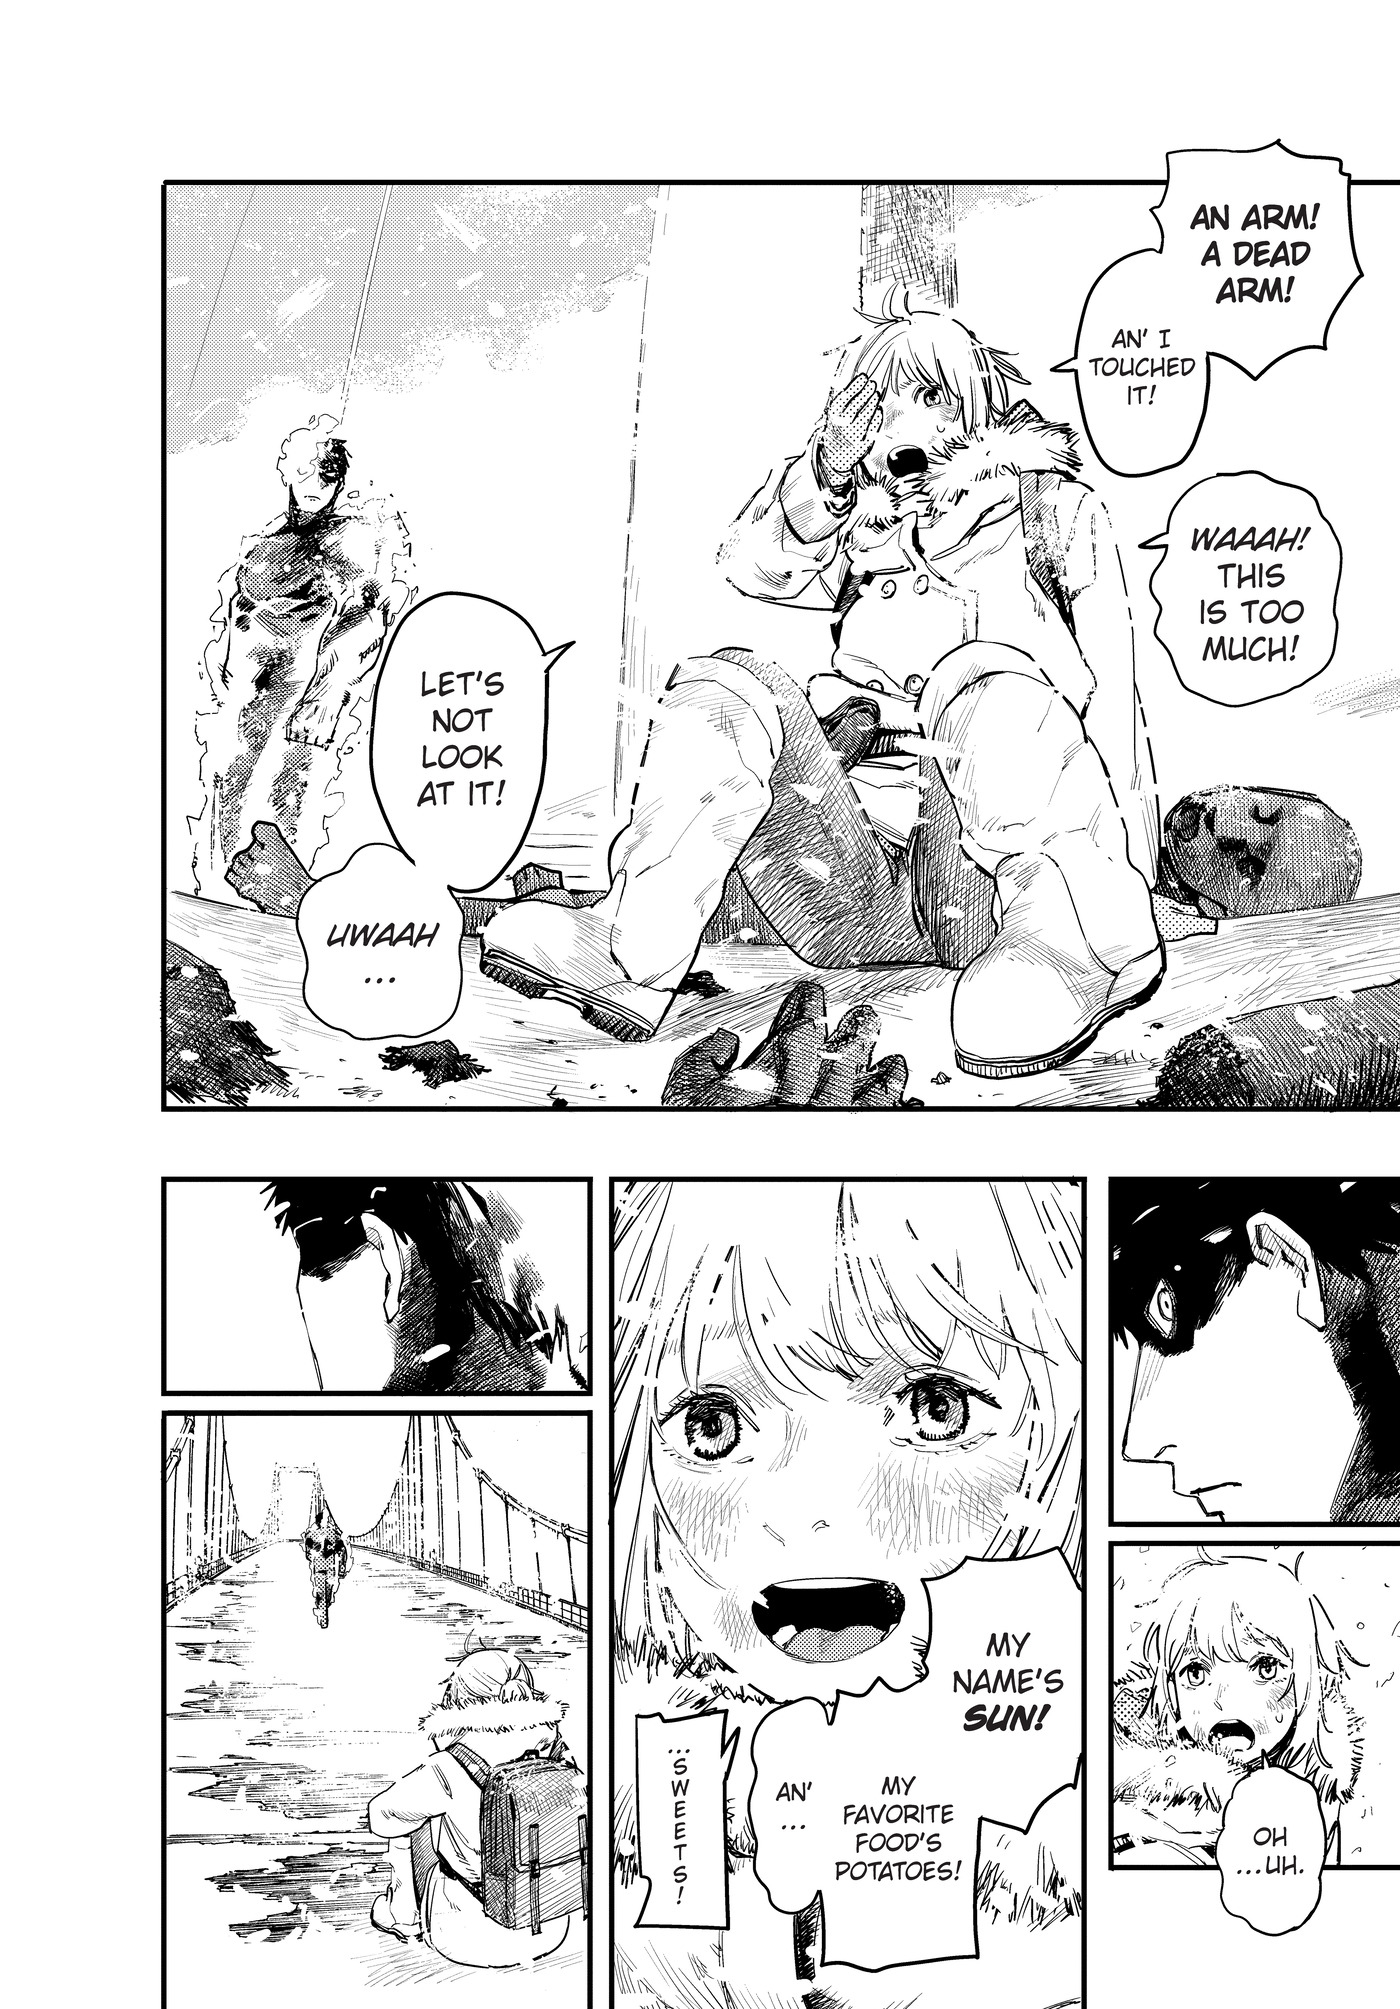 AN ARM!
A DEAD
ARM!
AN' I
TOUCHED
IT!
WAAAH!
THIS
IS TOO
MUCH!
LET'S
NOT
LOOK
AT IT!
UWAAH
...
OH
...UH.
MY
NAME'S
SUN!
MY
FAVORITE
FOOD'S
POTATOES!
AN'
...
...SWEETS!